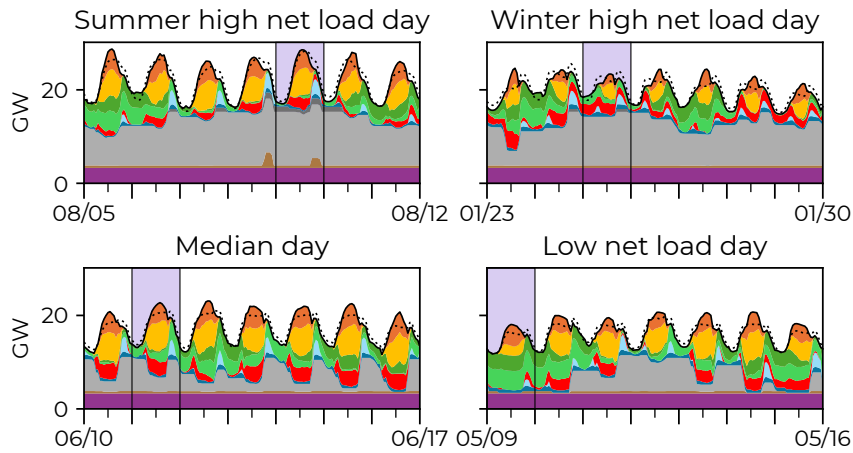 Summer high net load day
Winter high net load day
GW
20
0
08/05
08/12
01/23
01/30
Median day
Low net load day
GW
20
0
06/10
06/17
05/09
05/16